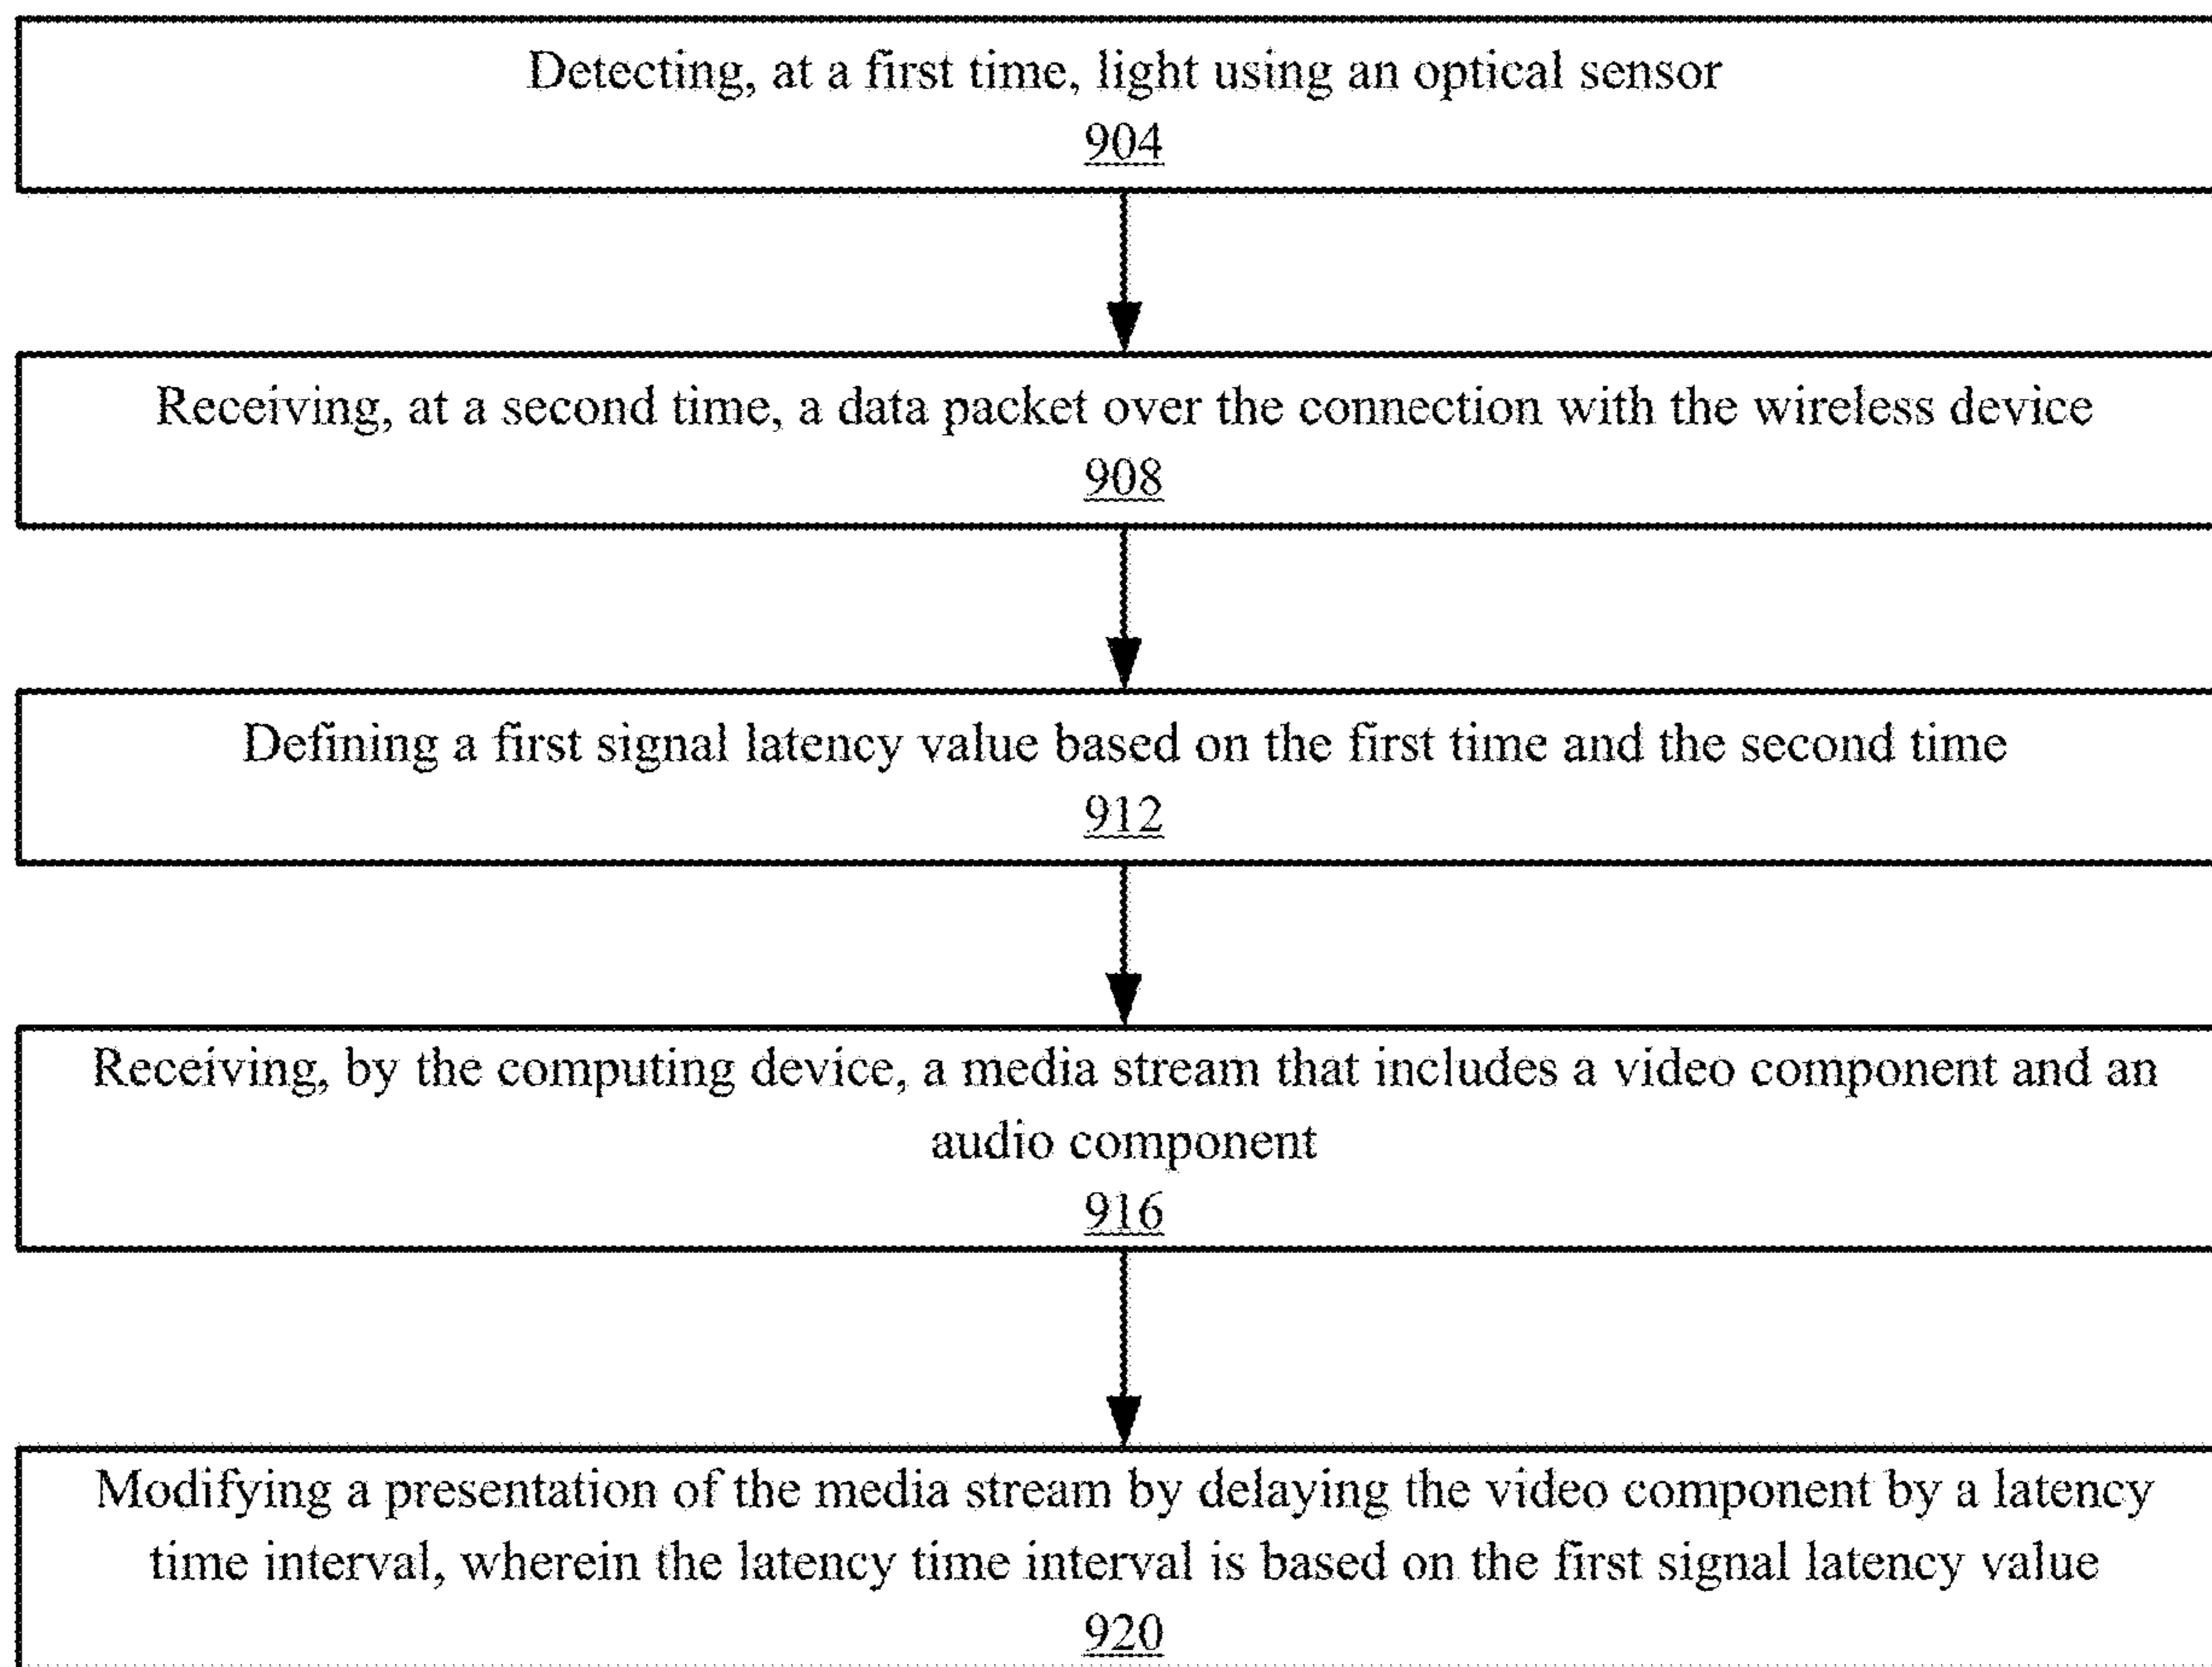 Detecting, at a first time, light using an optical sensor
904
Receiving, at a second time, a data packet over the connection with the wireless device
908
Defining a first signal latency value based on the first time and the second time
912
Receiving, by the computing device, a media stream that includes a video component and an
audio component
916
Modifying a presentation of the media stream by delaying the video component by a latency
time interval, wherein the latency time interval is based on the first signal latency value
920